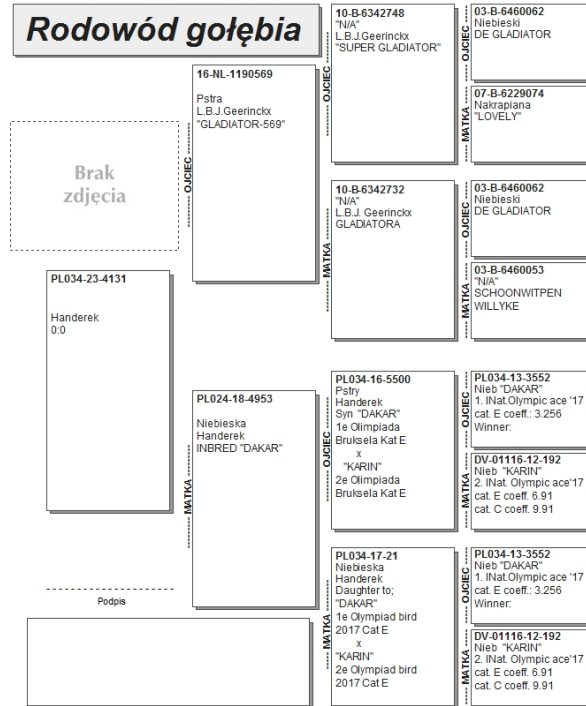 Rodowód gołębia
Brak
zdjęcia
PL034-23-4131
Handerek
0:0
Podpis
OJCIEC
16-NL-1190569
Pstra
L.B.J.Geerinckx
"GLADIATOR-569"
MATKA
PL024-18-4953
Niebieska
Handerek
INBRED "DAKAR"
OJCIEC
10-B-6342748
"N/A"
L.B.J.Geerinckx
"SUPER GLADIATOR"
MATKA
10-B-6342732
"N/A"
L.B.J. Geerinckx
GLADIATORA
OJCIEC
PL034-16-5500
Pstry
Handerek
Syn "DAKAR"
1e Olimpiada
Bruksela Kat E
x
"KARIN"
2e Olimpiada
Bruksela Kat E
MATKA
PL034-17-21
Niebieska
Handerek
Daughter to;
"DAKAR"
1e Olympiad bird
2017 Cat E
x
"KARIN"
2e Olympiad bird
2017 Cat E
OJCIEC
03-B-6460062
Niebieski
DE GLADIATOR
MATKA
07-B-6229074
Nakrapiana
"LOVELY"
OJCIEC
03-B-6460062
Niebieski
DE GLADIATOR
MATKA
03-B-6460053
"N/A"
SCHOONWITPEN
WILLYKE
OJCIEC
PL034-13-3552
Nieb "DAKAR"
1. INat.Olympic ace '17
cat. E coeff.: 3.256
Winner:
MATKA
DV-01116-12-192
Nieb "KARIN"
2. INat. Olympic ace'17
cat. E coeff. 6.91
cat. C coeff. 9.91
OJCIEC
PL034-13-3552
Nieb "DAKAR"
1. INat.Olympic ace '17
cat. E coeff.: 3.256
Winner:
MATKA
DV-01116-12-192
Nieb "KARIN"
2. INat. Olympic ace'17
cat. E coeff. 6.91
cat. C coeff. 9.91